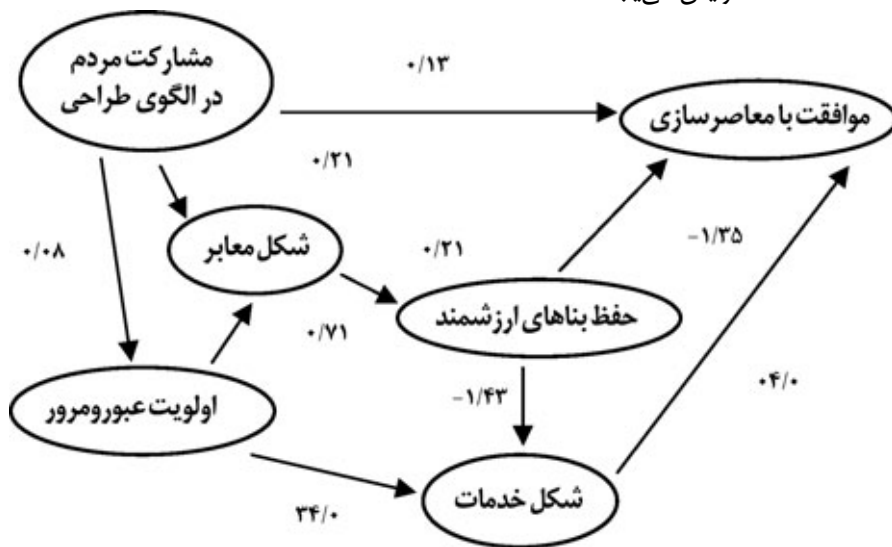 مشارکت مردم
در الگوی طراحی
۰/۱۳
موافقت با معاصرسازی
۰/۲۱
شکل معابر
۰/۰۸
۰/۲۱
-۱/۳۵
حفظ بناهای ارزشمند
۰/۷۱
اولویت عبورومرور
-۱/۴۳
۰۴/۰
شکل خدمات
۳۴/۰